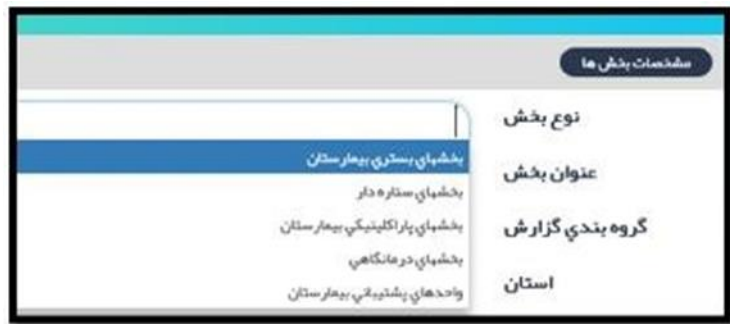 مشخصات بخش ها
نوع بخش
عنوان بخش
گروه بندي گزارش
استان
بخشهاي بستري بيمارستان
بخشهاي ستاره دار
بخشهاي پاراکلينيکي بيمارستان
بخشهاي درمانگاهي
واحدهاي پشتيباني بيمارستان